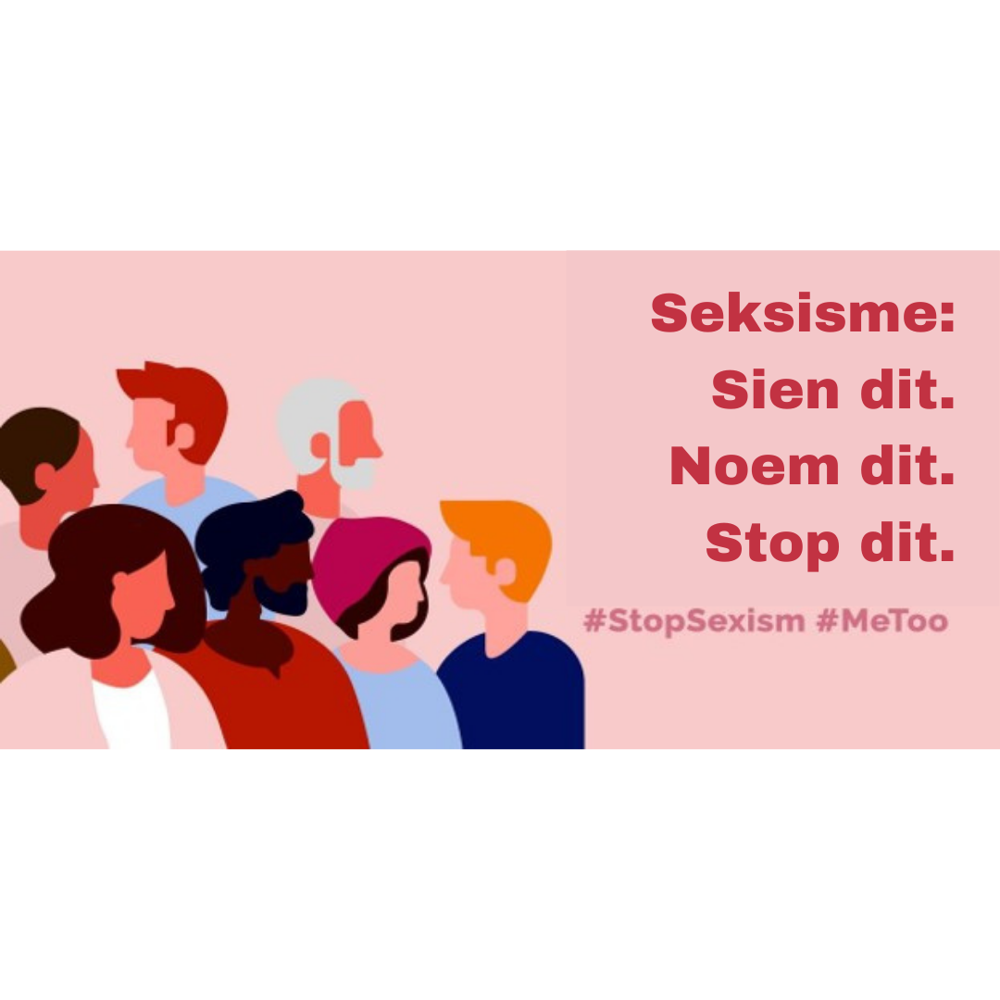 Seksisme:
Sien dit.
Noem dit.
Stop dit.
#StopSexism #MeToo